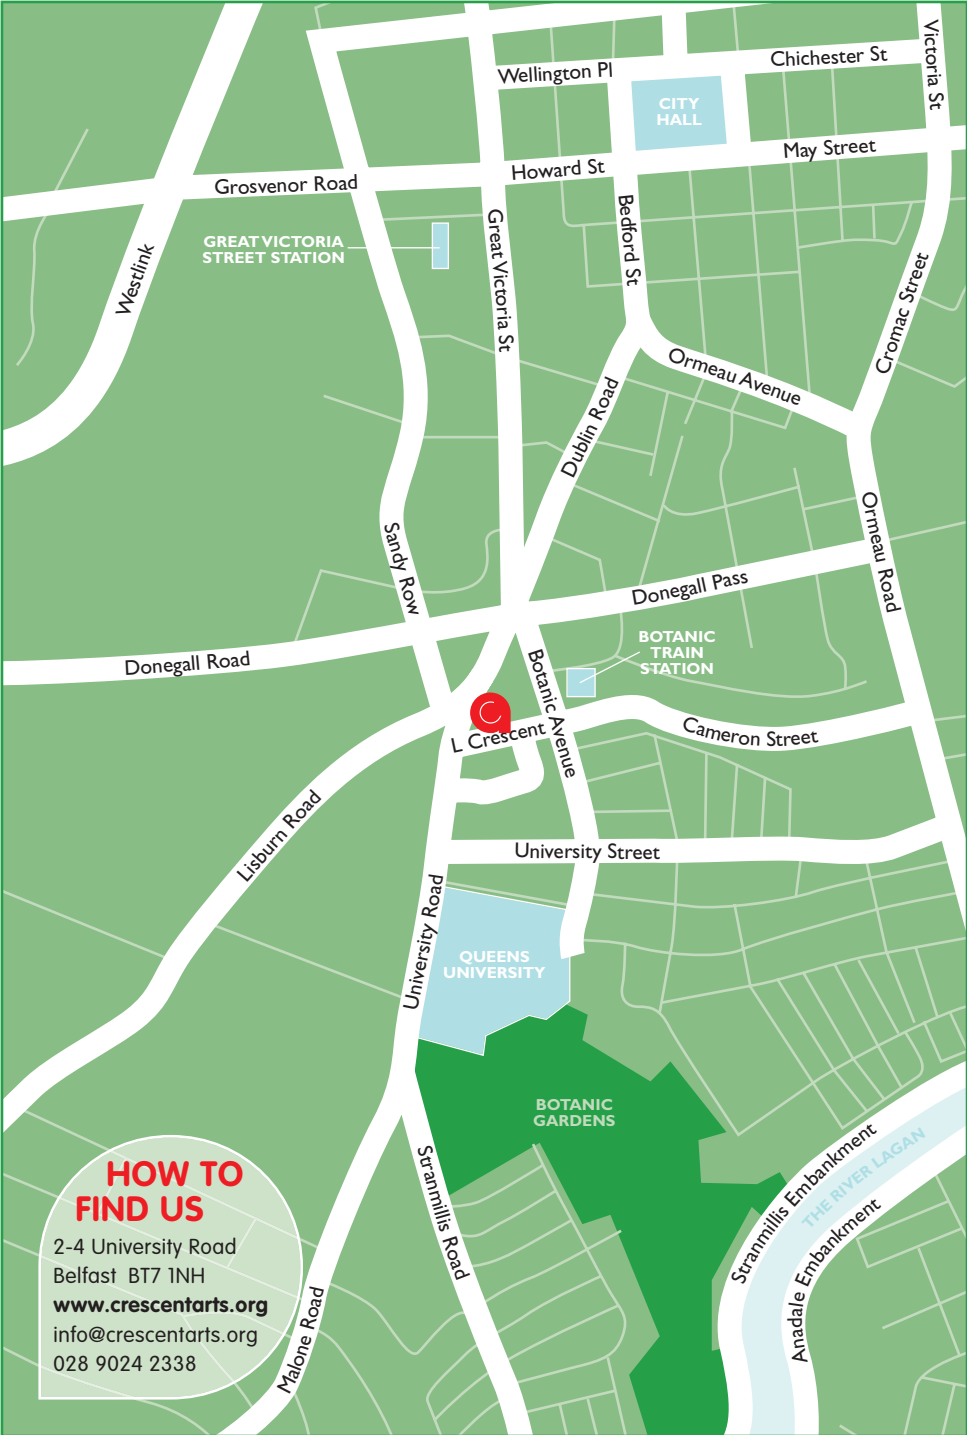 Victoria St
Chichester St
Wellington Pl
CITY
HALL
May Street
Howard St
Grosvenor Road
Bedford St
Great Victoria St
GREAT VICTORIA
STREET STATION
Westlink
Cromac Street
Ormeau Avenue
Dublin Road
Sandy Row
Ormeau Road
Donegall Pass
BOTANIC
TRAIN
STATION
Donegall Road
Botanic Avenue
C
L Crescent
Cameron Street
Lisburn Road
University Street
University Road
QUEENS
UNIVERSITY
BOTANIC
GARDENS
Stranmillis Embankment
THE RIVER LAGAN
Anadale Embankment
Stranmillis Road
Malone Road
HOW TO
FIND US
2-4 University Road
Belfast BT7 1NH
www.crescentarts.org
info@crescentarts.org
028 9024 2338